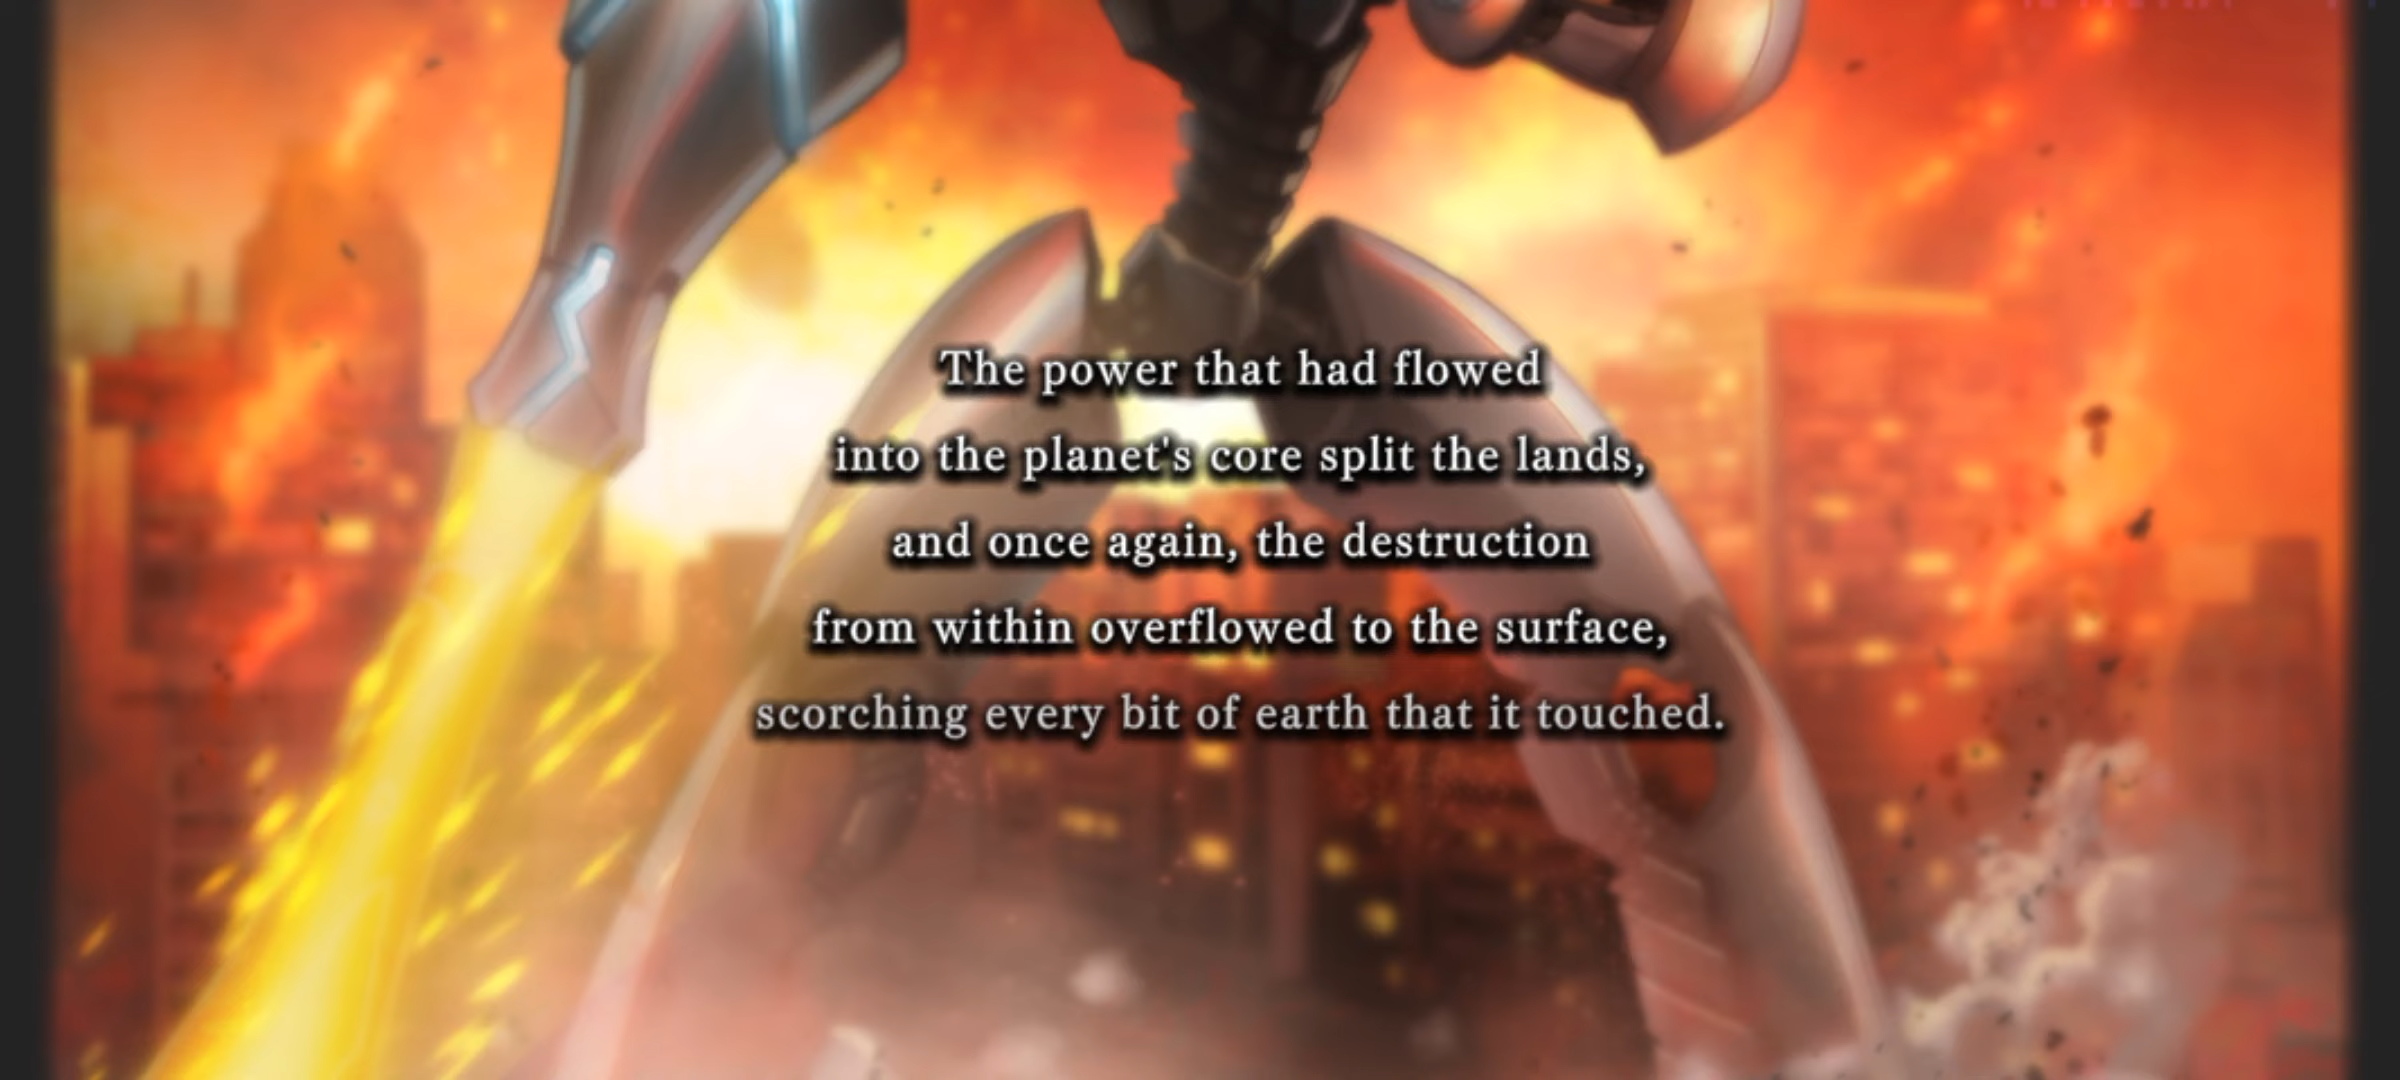 The power that had flowed
into the planet's core split the lands,
and once again, the destruction
from within overflowed to the surface,
scorching every bit of earth that it touched.